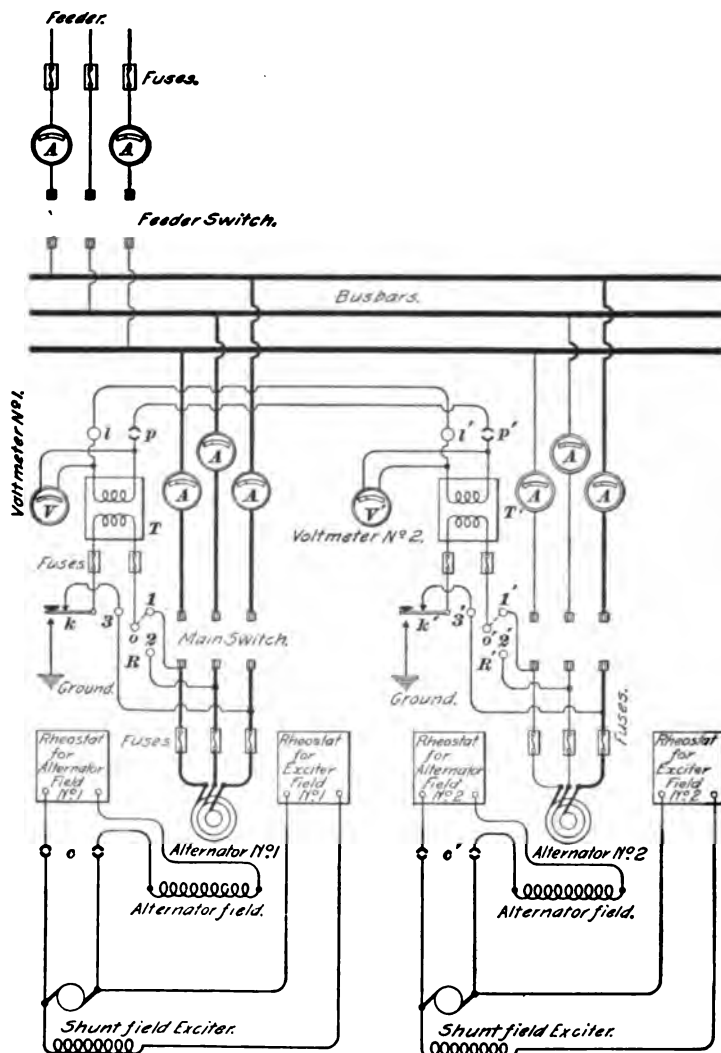 Feeder.
Fuses.
A
A
Feeder Switch.
Busbars.
Voltmeter Nº1.
l
p
l'
p'
A
A
A
A
A
A
V
T
V'
T'
Voltmeter Nº2.
Fuses
k
3
1
o
2
R
Main Switch.
k'
3'
1'
o'
2'
R'
Ground.
Ground.
Fuses
Fuses.
Rheostat
for
Alternator
Field
Nº1
Rheostat
for
Exciter
Field
Nº1
Rheostat
for
Alternator
Field
Nº2
Rheostat
for
Exciter
Field
Nº2
o
Alternator Nº1
o'
Alternator Nº2
Alternator field.
Alternator field.
Shunt field Exciter.
Shunt field Exciter.